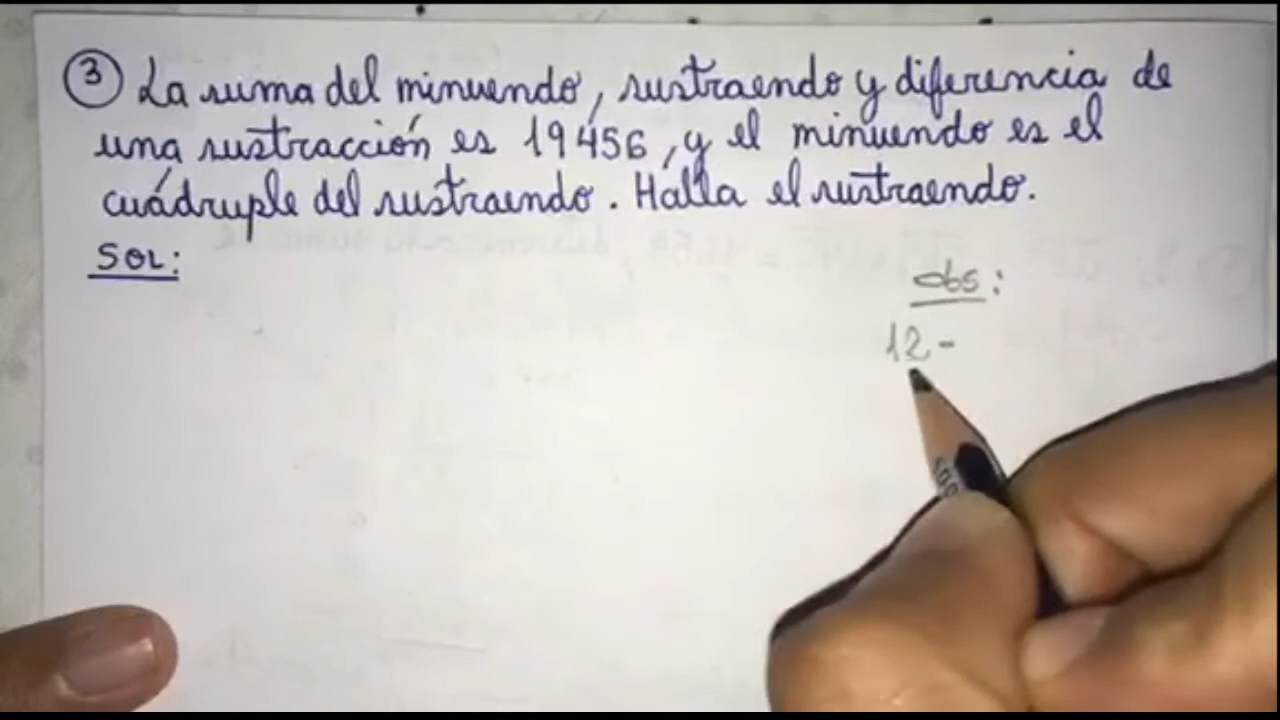 3 La suma del minuendo, sustraendo y diferencia de
una sustracción es 19456, y el minuendo es el
cuádruple del sustraendo. Halla el sustraendo.
SOL:
obs:
12-